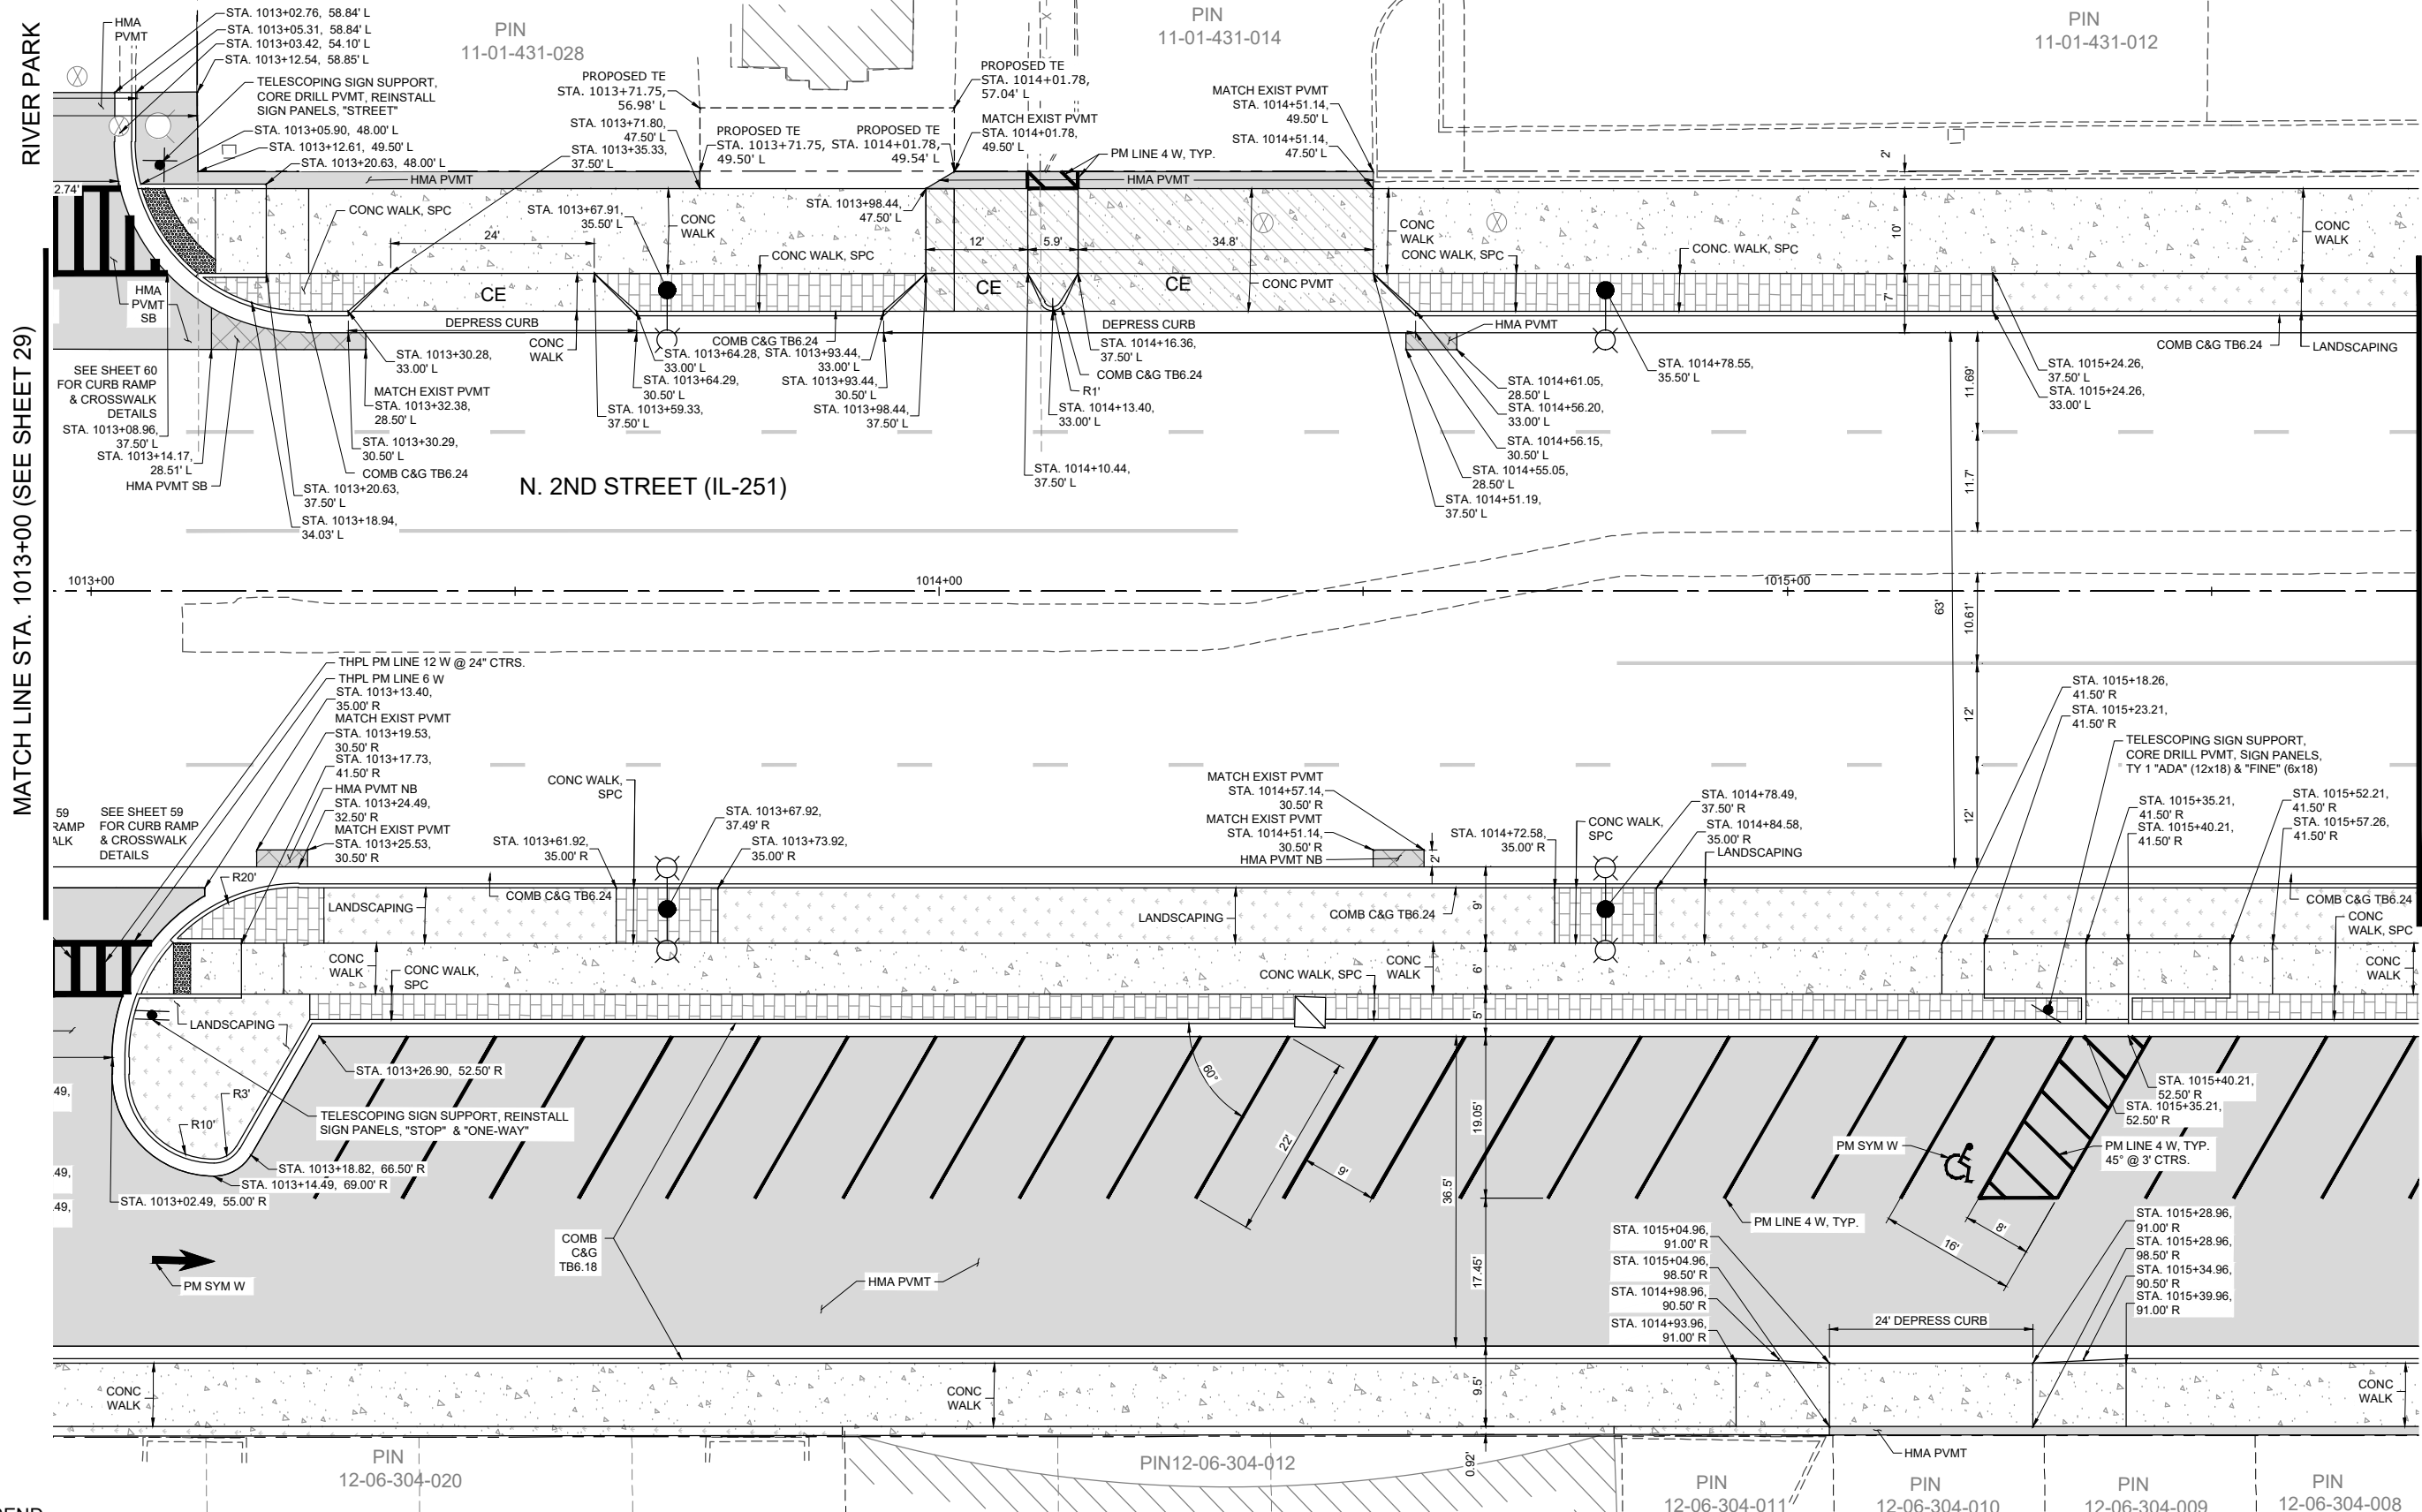 RIVER PARK
MATCH LINE STA. 1013+00 (SEE SHEET 29)
HMA
PVMT
STA. 1013+02.76, 58.84' L
STA. 1013+05.31, 58.84' L
STA. 1013+03.42, 54.10' L
STA. 1013+12.54, 58.85' L
TELESCOPING SIGN SUPPORT,
CORE DRILL PVMT, REINSTALL
SIGN PANELS, "STREET"
STA. 1013+05.90, 48.00' L
STA. 1013+12.61, 49.50' L
STA. 1013+20.63, 48.00' L
PIN
11-01-431-028
PIN
11-01-431-014
PIN
11-01-431-012
PROPOSED TE
STA. 1013+71.75,
56.98' L
STA. 1013+71.80,
47.50' L
STA. 1013+35.33,
37.50' L
PROPOSED TE
STA. 1013+71.75,
49.50' L
PROPOSED TE
STA. 1014+01.78,
49.54' L
PROPOSED TE
STA. 1014+01.78,
57.04' L
MATCH EXIST PVMT
STA. 1014+01.78,
49.50' L
PM LINE 4 W, TYP.
MATCH EXIST PVMT
STA. 1014+51.14,
49.50' L
STA. 1014+51.14,
47.50' L
2.74'
HMA PVMT
HMA PVMT
2'
CONC WALK, SPC
24'
STA. 1013+67.91,
35.50' L
CONC
WALK
CONC WALK, SPC
STA. 1013+98.44,
47.50' L
12'
5.9'
34.8'
CONC
WALK
CONC WALK, SPC
CONC. WALK, SPC
10'
CONC
WALK
CE
CE
CE
CONC PVMT
7'
HMA
PVMT
SB
DEPRESS CURB
CONC
WALK
COMB C&G TB6.24
DEPRESS CURB
HMA PVMT
COMB C&G TB6.24
LANDSCAPING
SEE SHEET 60
FOR CURB RAMP
& CROSSWALK
DETAILS
STA. 1013+08.96,
37.50' L
STA. 1013+14.17,
28.51' L
HMA PVMT SB
STA. 1013+30.28,
33.00' L
MATCH EXIST PVMT
STA. 1013+32.38,
28.50' L
STA. 1013+30.29,
30.50' L
COMB C&G TB6.24
STA. 1013+20.63,
37.50' L
STA. 1013+18.94,
34.03' L
STA. 1013+64.28,
33.00' L
STA. 1013+64.29,
30.50' L
STA. 1013+59.33,
37.50' L
STA. 1013+93.44,
33.00' L
STA. 1013+93.44,
30.50' L
STA. 1013+98.44,
37.50' L
STA. 1014+16.36,
37.50' L
COMB C&G TB6.24
R1'
STA. 1014+13.40,
33.00' L
STA. 1014+10.44,
37.50' L
STA. 1014+61.05,
28.50' L
STA. 1014+56.20,
33.00' L
STA. 1014+56.15,
30.50' L
STA. 1014+55.05,
28.50' L
STA. 1014+51.19,
37.50' L
STA. 1014+78.55,
35.50' L
STA. 1015+24.26,
37.50' L
STA. 1015+24.26,
33.00' L
11.69'
11.7'
N. 2ND STREET (IL-251)
1013+00
1014+00
1015+00
63'
10.61'
12'
12'
THPL PM LINE 12 W @ 24" CTRS.
THPL PM LINE 6 W
STA. 1013+13.40,
35.00' R
MATCH EXIST PVMT
STA. 1013+19.53,
30.50' R
STA. 1013+17.73,
41.50' R
HMA PVMT NB
STA. 1013+24.49,
32.50' R
MATCH EXIST PVMT
STA. 1013+25.53,
30.50' R
59
RAMP
ALK
SEE SHEET 59
FOR CURB RAMP
& CROSSWALK
DETAILS
CONC WALK,
SPC
STA. 1013+61.92,
35.00' R
STA. 1013+67.92,
37.49' R
STA. 1013+73.92,
35.00' R
MATCH EXIST PVMT
STA. 1014+57.14,
30.50' R
MATCH EXIST PVMT
STA. 1014+51.14,
30.50' R
HMA PVMT NB
2'
STA. 1014+72.58,
35.00' R
CONC WALK,
SPC
STA. 1014+78.49,
37.50' R
STA. 1014+84.58,
35.00' R
LANDSCAPING
STA. 1015+18.26,
41.50' R
STA. 1015+23.21,
41.50' R
TELESCOPING SIGN SUPPORT,
CORE DRILL PVMT, SIGN PANELS,
TY 1 "ADA" (12x18) & "FINE" (6x18)
STA. 1015+35.21,
41.50' R
STA. 1015+40.21,
41.50' R
STA. 1015+52.21,
41.50' R
STA. 1015+57.26,
41.50' R
R20'
COMB C&G TB6.24
LANDSCAPING
LANDSCAPING
COMB C&G TB6.24
9'
COMB C&G TB6.24
CONC
WALK, SPC
CONC
WALK
CONC WALK,
SPC
CONC WALK, SPC
CONC
WALK
6'
CONC
WALK
5'
LANDSCAPING
STA. 1013+26.90, 52.50' R
R3'
R10'
TELESCOPING SIGN SUPPORT, REINSTALL
SIGN PANELS, "STOP" & "ONE-WAY"
STA. 1013+18.82, 66.50' R
STA. 1013+14.49, 69.00' R
STA. 1013+02.49, 55.00' R
49,
49,
49,
60°
22'
9'
19.05'
36.5'
17.45'
STA. 1015+40.21,
52.50' R
STA. 1015+35.21,
52.50' R
PM SYM W
PM LINE 4 W, TYP.
45° @ 3' CTRS.
PM LINE 4 W, TYP.
8'
16'
COMB
C&G
TB6.18
PM SYM W
HMA PVMT
STA. 1015+04.96,
91.00' R
STA. 1015+04.96,
98.50' R
STA. 1014+98.96,
90.50' R
STA. 1014+93.96,
91.00' R
24' DEPRESS CURB
STA. 1015+28.96,
91.00' R
STA. 1015+28.96,
98.50' R
STA. 1015+34.96,
90.50' R
STA. 1015+39.96,
91.00' R
CONC
WALK
CONC
WALK
9.5'
CONC
WALK
0.92'
HMA PVMT
PIN
12-06-304-020
PIN12-06-304-012
PIN
12-06-304-011
PIN
12-06-304-010
PIN
12-06-304-009
PIN
12-06-304-008